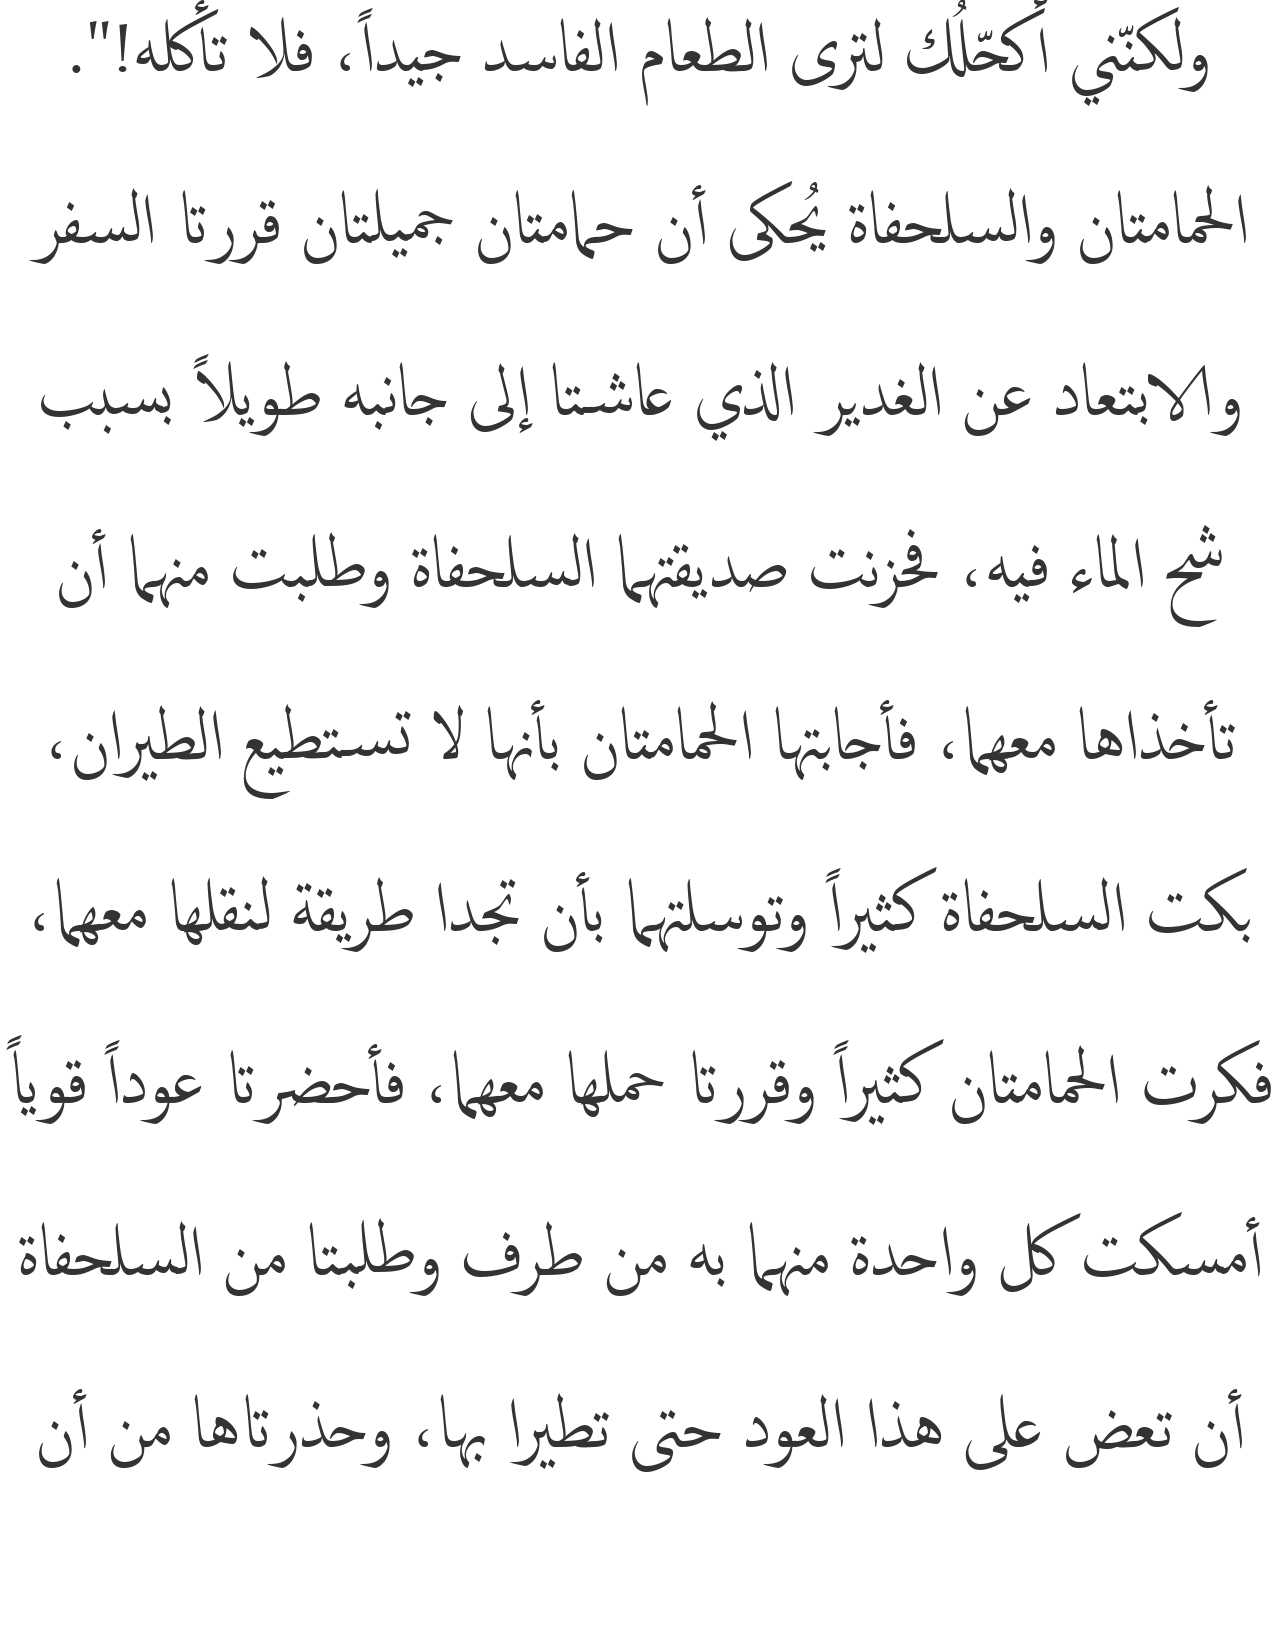 ولكنّني أكحّلُك لترى الطعام الفاسد جيداً، فلا تأكله!".
الحمامتان والسلحفاة يُحكى أن حمامتان جميلتان قررتا السفر
والابتعاد عن الغدير الذي عاشتا إلى جانبه طويلاً بسبب
شح الماء فيه، فحزنت صديقتهما السلحفاة وطلبت منهما أن
تأخذاها معهما، فأجابتها الحمامتان بأنها لا تستطيع الطيران،
بكت السلحفاة كثيراً وتوسلتهما بأن تجدا طريقة لنقلها معهما،
فكرت الحمامتان كثيراً وقررتا حملها معهما، فأحضرتا عوداً قوياً
أمسكت كل واحدة منهما به من طرف وطلبتا من السلحفاة
أن تعض على هذا العود حتى تطيرا بها، وحذرتاها من أن